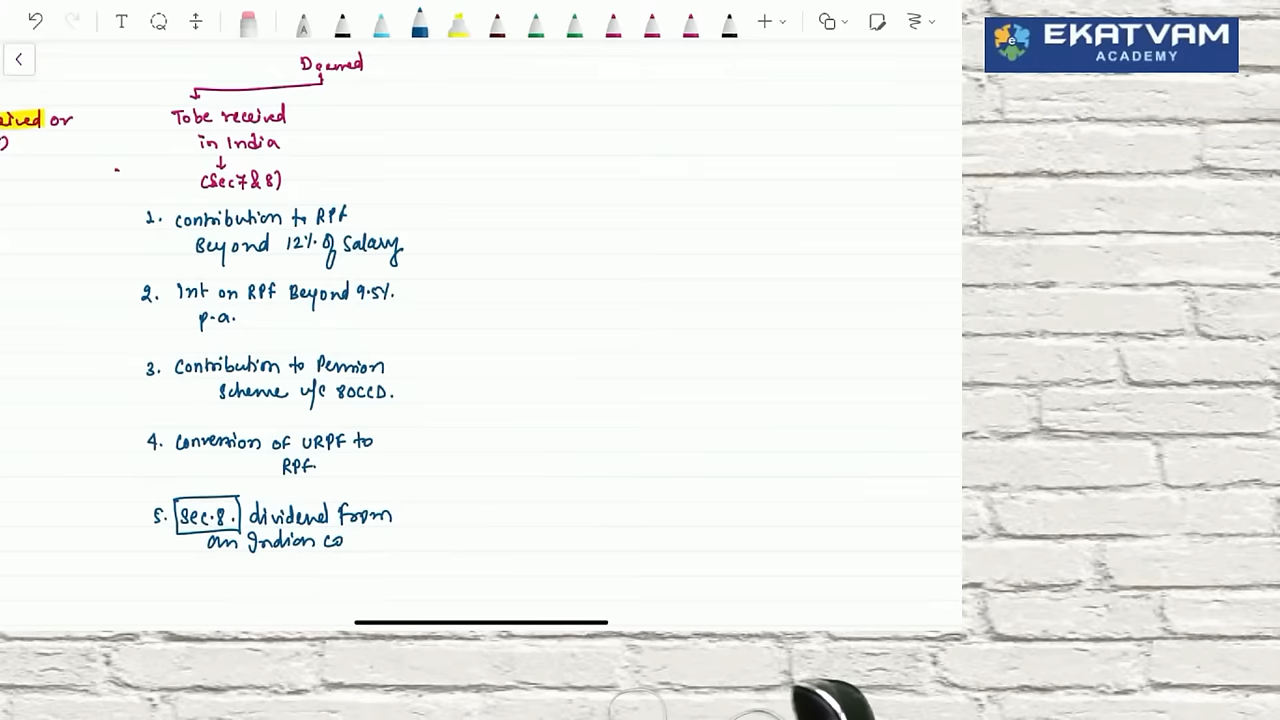 EKATVAM
ACADEMY
Deemed
To be received
in India
(Sec 7 & 8)
or
1. Contribution to RPF
Beyond 12% of Salary
2. Int on RPF Beyond 9.5%
p.a.
3. Contribution to Pension
Scheme u/c 80CCD.
4. Conversion of URPF to
RPF.
5. Sec. 8. dividend from
an Indian co